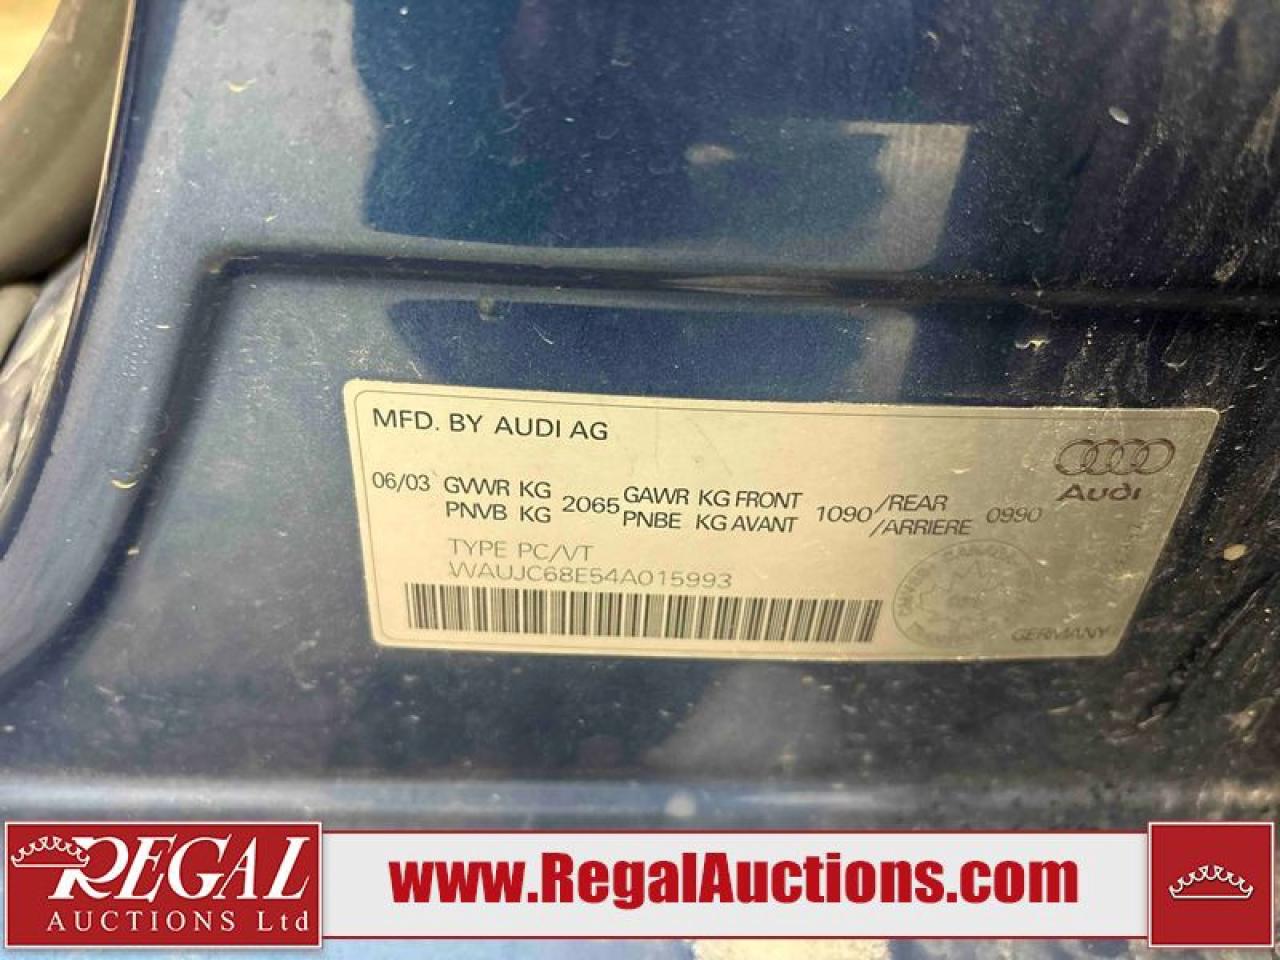 MFD. BY AUDI AG
Audi
06/03 GVWR KG 2065 GAWR KG FRONT 1090 /REAR 0990
PNVB KG PNBE KG AVANT /ARRIERE
TYPE PC/VT
WAUJC68E54A015993
CANADA
GERMANY
REGAL
AUCTIONS Ltd
www.RegalAuctions.com